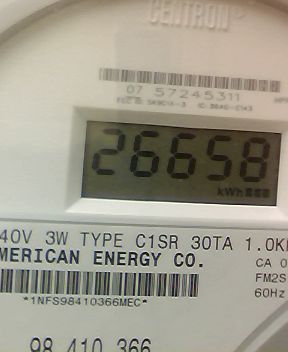 CENTRON
07 57245311
26658
kWh
40V 3W TYPE C1SR 30TA 1.0K
MERICAN ENERGY CO.
CA 0
FM2S
60Hz
*1NFS98410366MEC*
98 410 366